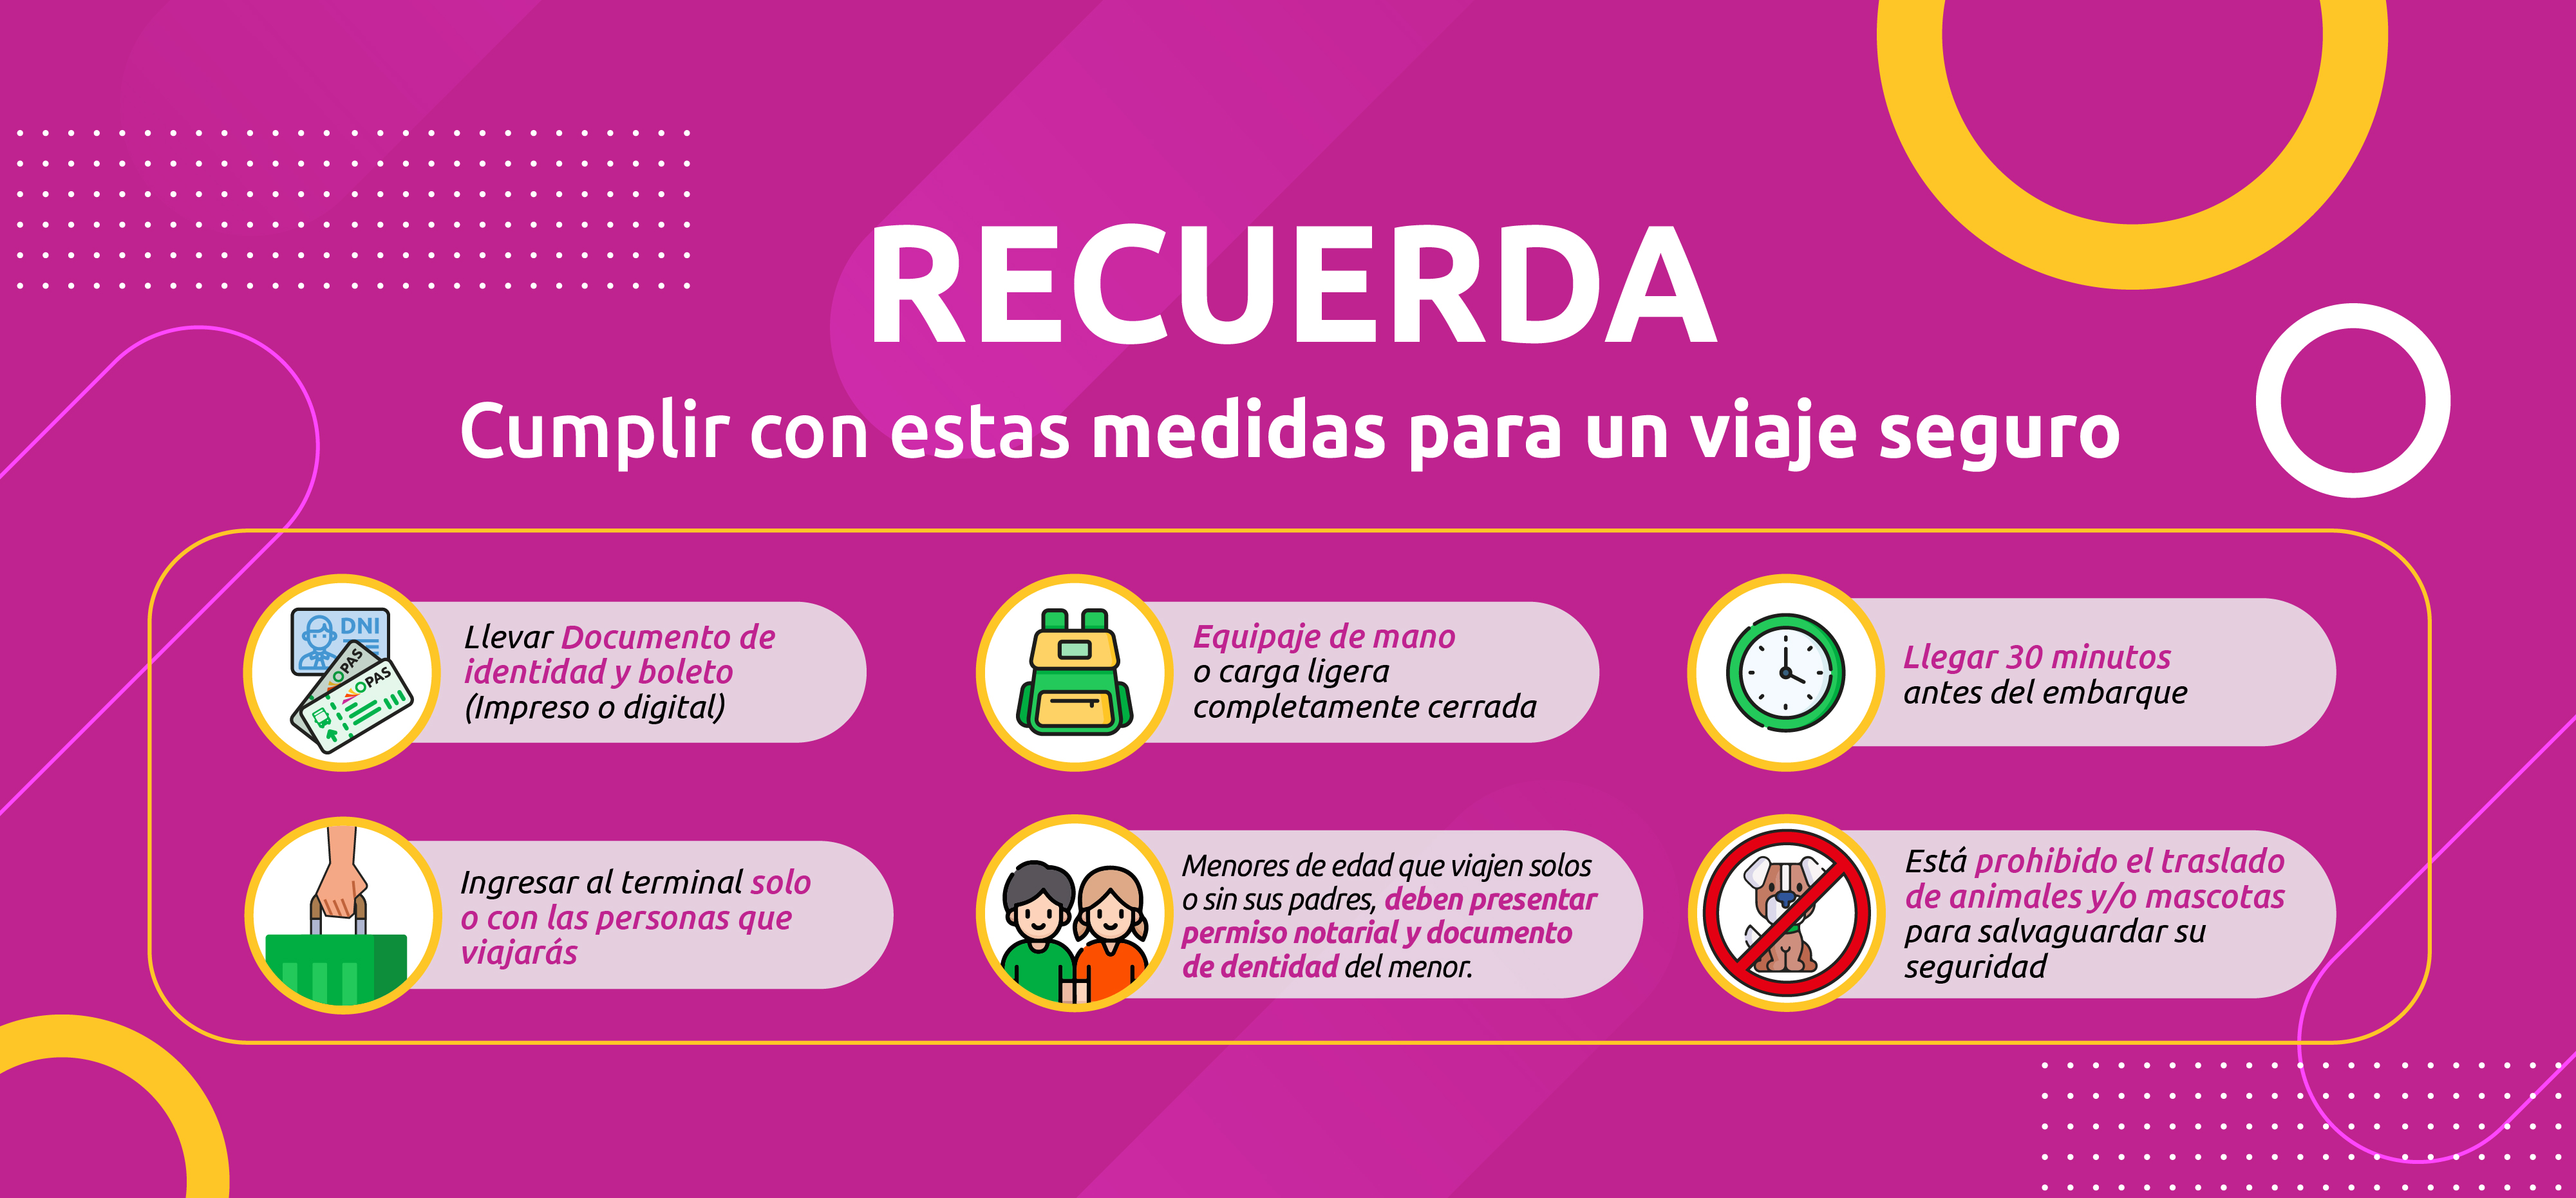 RECUERDA
Cumplir con estas medidas para un viaje seguro
DNI
OPAS
OPAS
Llevar Documento de
identidad y boleto
(Impreso o digital)
Equipaje de mano
o carga ligera
completamente cerrada
Llegar 30 minutos
antes del embarque
Ingresar al terminal solo
o con las personas que
viajarás
Menores de edad que viajen solos
o sin sus padres, deben presentar
permiso notarial y documento
de dentidad del menor.
Está prohibido el traslado
de animales y/o mascotas
para salvaguardar su
seguridad